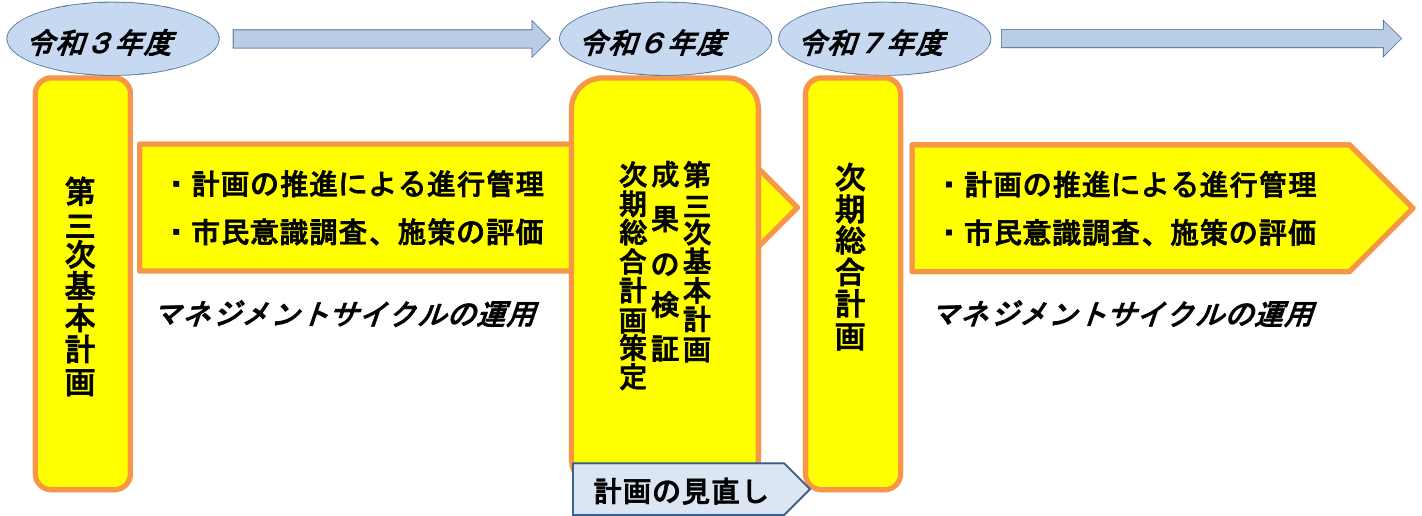 令和３年度
令和６年度
令和７年度
第三次基本計画
・計画の推進による進行管理
・市民意識調査、施策の評価
マネジメントサイクルの運用
第三次基本計画
成果の検証
次期総合計画策定
計画の見直し
次期総合計画
・計画の推進による進行管理
・市民意識調査、施策の評価
マネジメントサイクルの運用